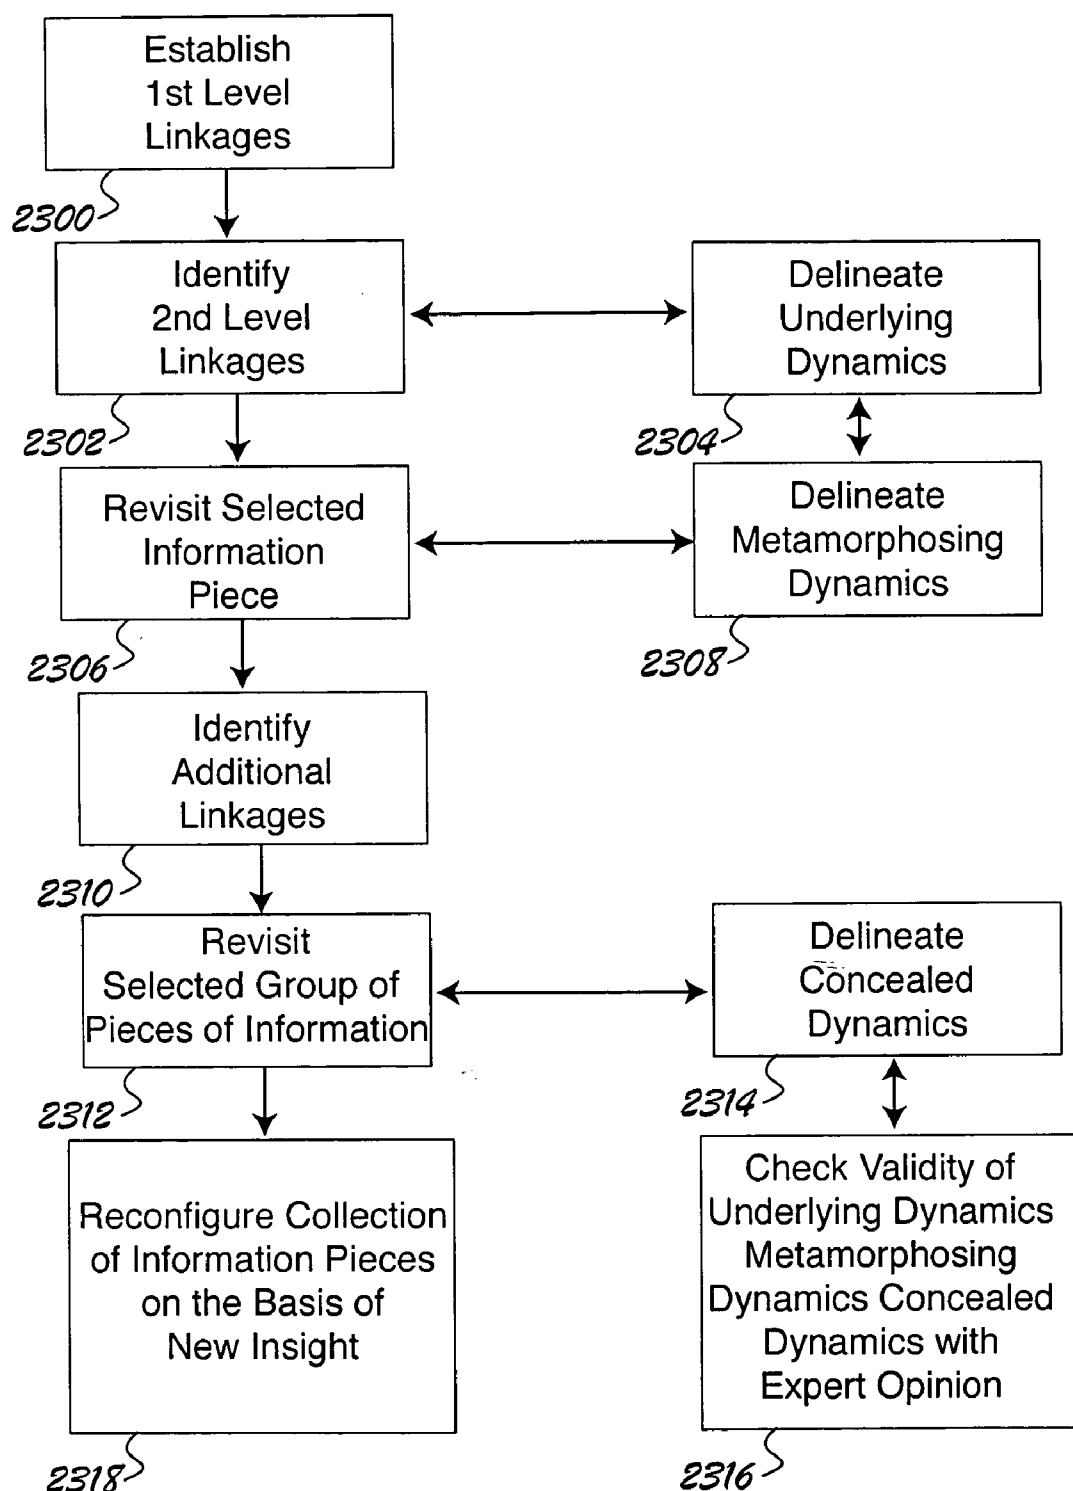 Establish
1st Level
Linkages
2300
Identify
2nd Level
Linkages
2302
Delineate
Underlying
Dynamics
2304
Revisit Selected
Information
Piece
2306
Delineate
Metamorphosing
Dynamics
2308
Identify
Additional
Linkages
2310
Revisit
Selected Group of
Pieces of Information
2312
Delineate
Concealed
Dynamics
2314
Reconfigure Collection
of Information Pieces
on the Basis of
New Insight
2318
Check Validity of
Underlying Dynamics
Metamorphosing
Dynamics Concealed
Dynamics with
Expert Opinion
2316